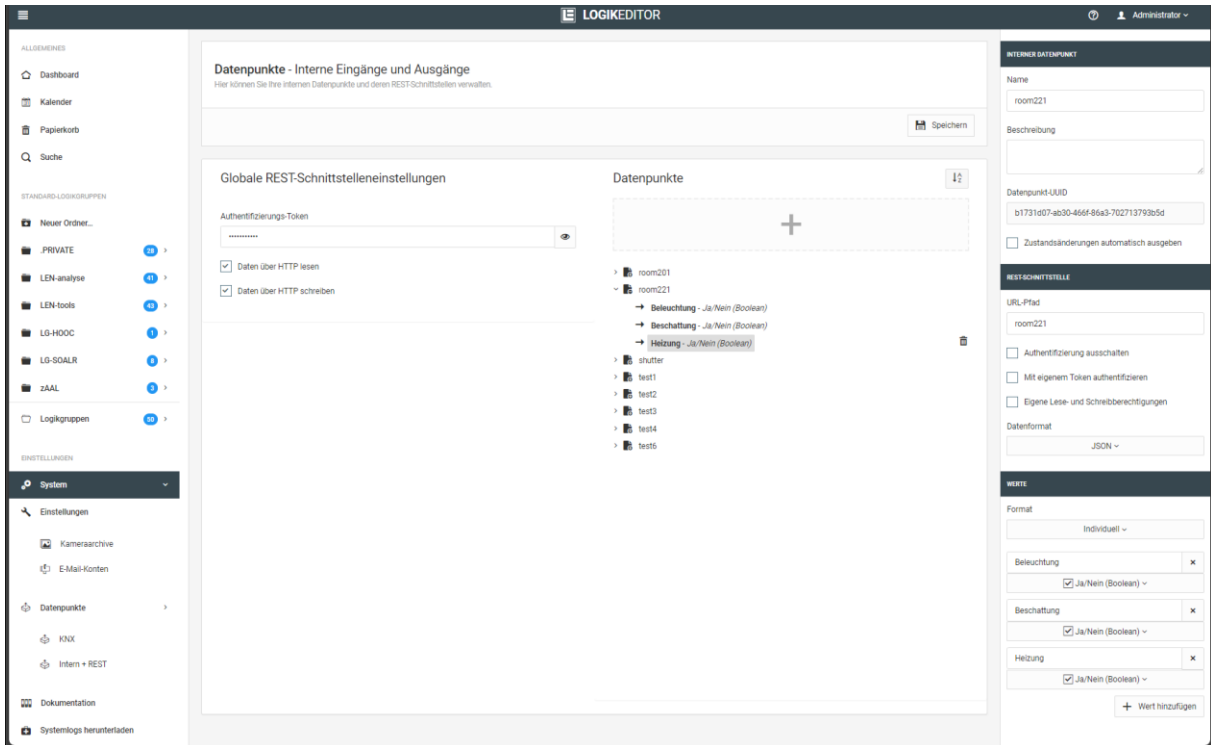 LOGIKEDITOR
Administrator
ALLGEMEINES
Dashboard
Kalender
Papierkorb
Suche
STANDARD-LOGIKGRUPPEN
Neuer Ordner...
.PRIVATE 28
LEN-analyse 41
LEN-tools 43
LG-HOOC 1
LG-SOALR 8
zAAL 3
Logikgruppen 50
EINSTELLUNGEN
System
Einstellungen
Kameraarchive
E-Mail-Konten
Datenpunkte
KNX
Intern + REST
Dokumentation
Systemlogs herunterladen
Datenpunkte - Interne Eingänge und Ausgänge
Hier können Sie Ihre internen Datenpunkte und deren REST-Schnittstellen verwalten.
Speichern
Globale REST-Schnittstelleneinstellungen
Authentifizierungs-Token
•••••••••••
Daten über HTTP lesen
Daten über HTTP schreiben
Datenpunkte
room201
room221
Beleuchtung - Ja/Nein (Boolean)
Beschattung - Ja/Nein (Boolean)
Heizung - Ja/Nein (Boolean)
shutter
test1
test2
test3
test4
test6
INTERNER DATENPUNKT
Name
room221
Beschreibung
Datenpunkt-UUID
b1731d07-ab30-466f-86a3-702713793b5d
Zustandsänderungen automatisch ausgeben
REST-SCHNITTSTELLE
URL-Pfad
room221
Authentifizierung ausschalten
Mit eigenem Token authentifizieren
Eigene Lese- und Schreibberechtigungen
Datenformat
JSON
WERTE
Format
Individuell
Beleuchtung
Ja/Nein (Boolean)
Beschattung
Ja/Nein (Boolean)
Heizung
Ja/Nein (Boolean)
Wert hinzufügen